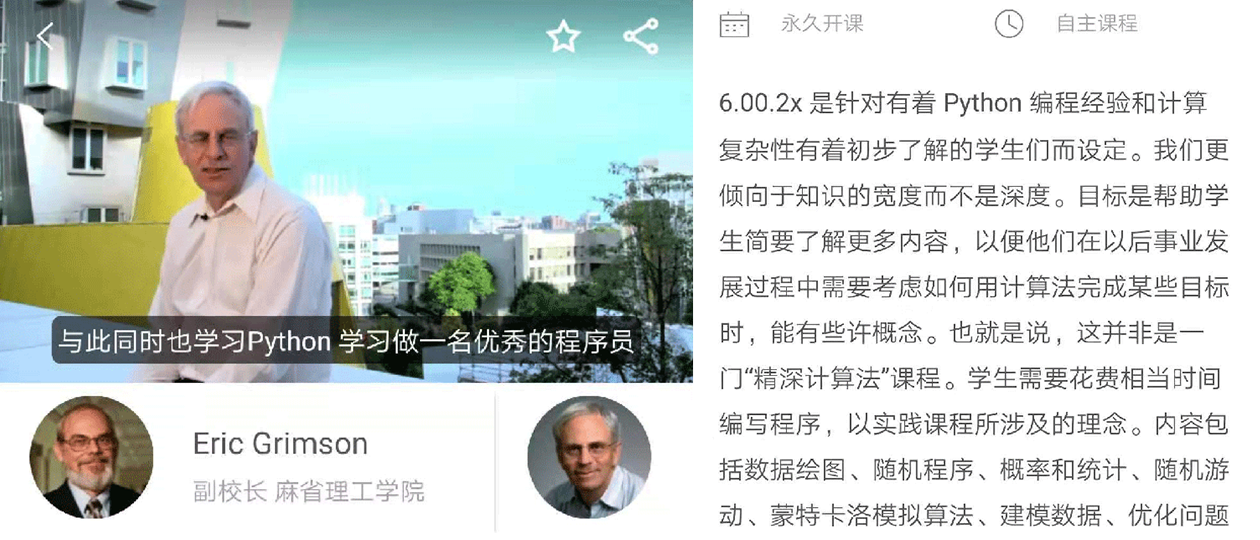 与此同时也学习Python 学习做一名优秀的程序员
Eric Grimson
副校长 麻省理工学院
永久开课
自主课程
6.00.2x 是针对有着 Python 编程经验和计算
复杂性有着初步了解的学生们而设定。我们更
倾向于知识的宽度而不是深度。目标是帮助学
生简要了解更多内容，以便他们在以后事业发
展过程中需要考虑如何用计算法完成某些目标
时，能有些许概念。也就是说，这并非是一
门“精深计算法”课程。学生需要花费相当时间
编写程序，以实践课程所涉及的理念。内容包
括数据绘图、随机程序、概率和统计、随机游
动、蒙特卡洛模拟算法、建模数据、优化问题